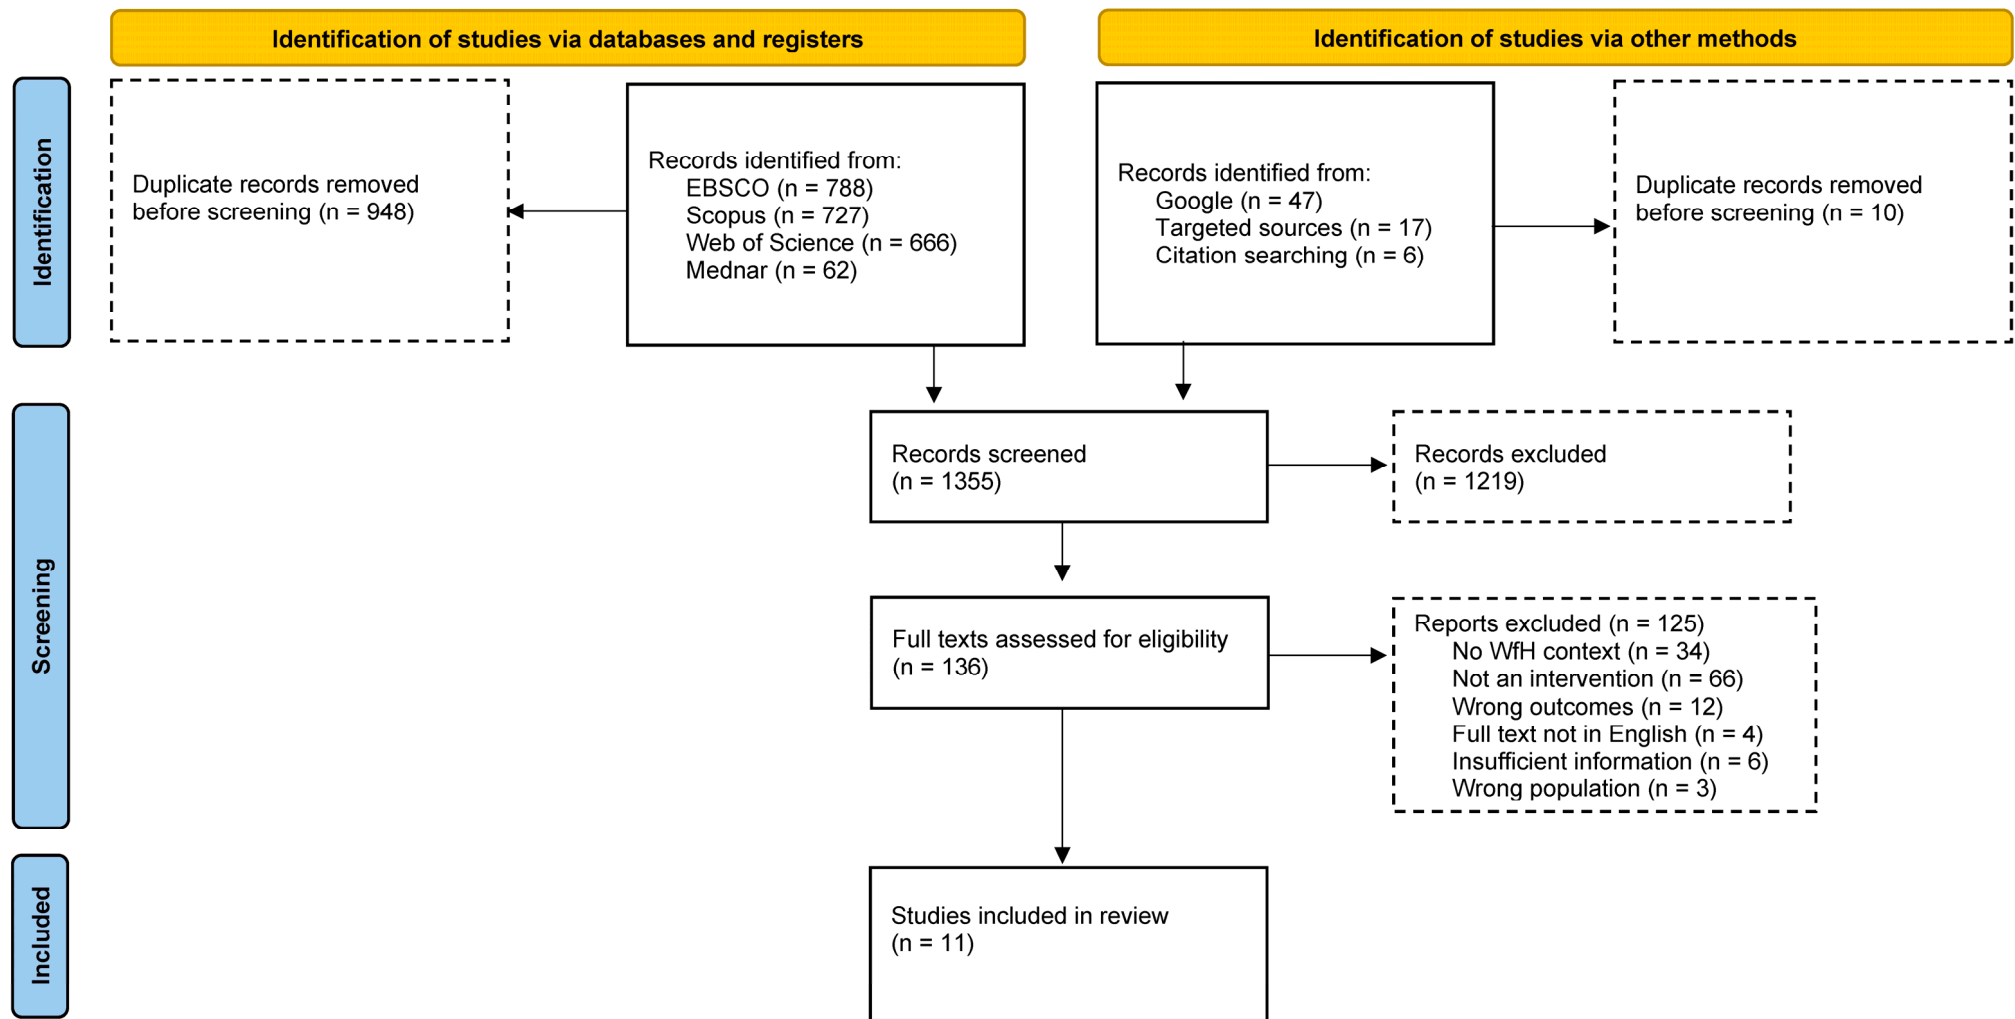 Identification of studies via databases and registers
Identification of studies via other methods
Identification
Duplicate records removed
before screening (n = 948)
Records identified from:
EBSCO (n = 788)
Scopus (n = 727)
Web of Science (n = 666)
Mednar (n = 62)
Records identified from:
Google (n = 47)
Targeted sources (n = 17)
Citation searching (n = 6)
Duplicate records removed
before screening (n = 10)
Screening
Records screened
(n = 1355)
Records excluded
(n = 1219)
Full texts assessed for eligibility
(n = 136)
Reports excluded (n = 125)
No WfH context (n = 34)
Not an intervention (n = 66)
Wrong outcomes (n = 12)
Full text not in English (n = 4)
Insufficient information (n = 6)
Wrong population (n = 3)
Included
Studies included in review
(n = 11)